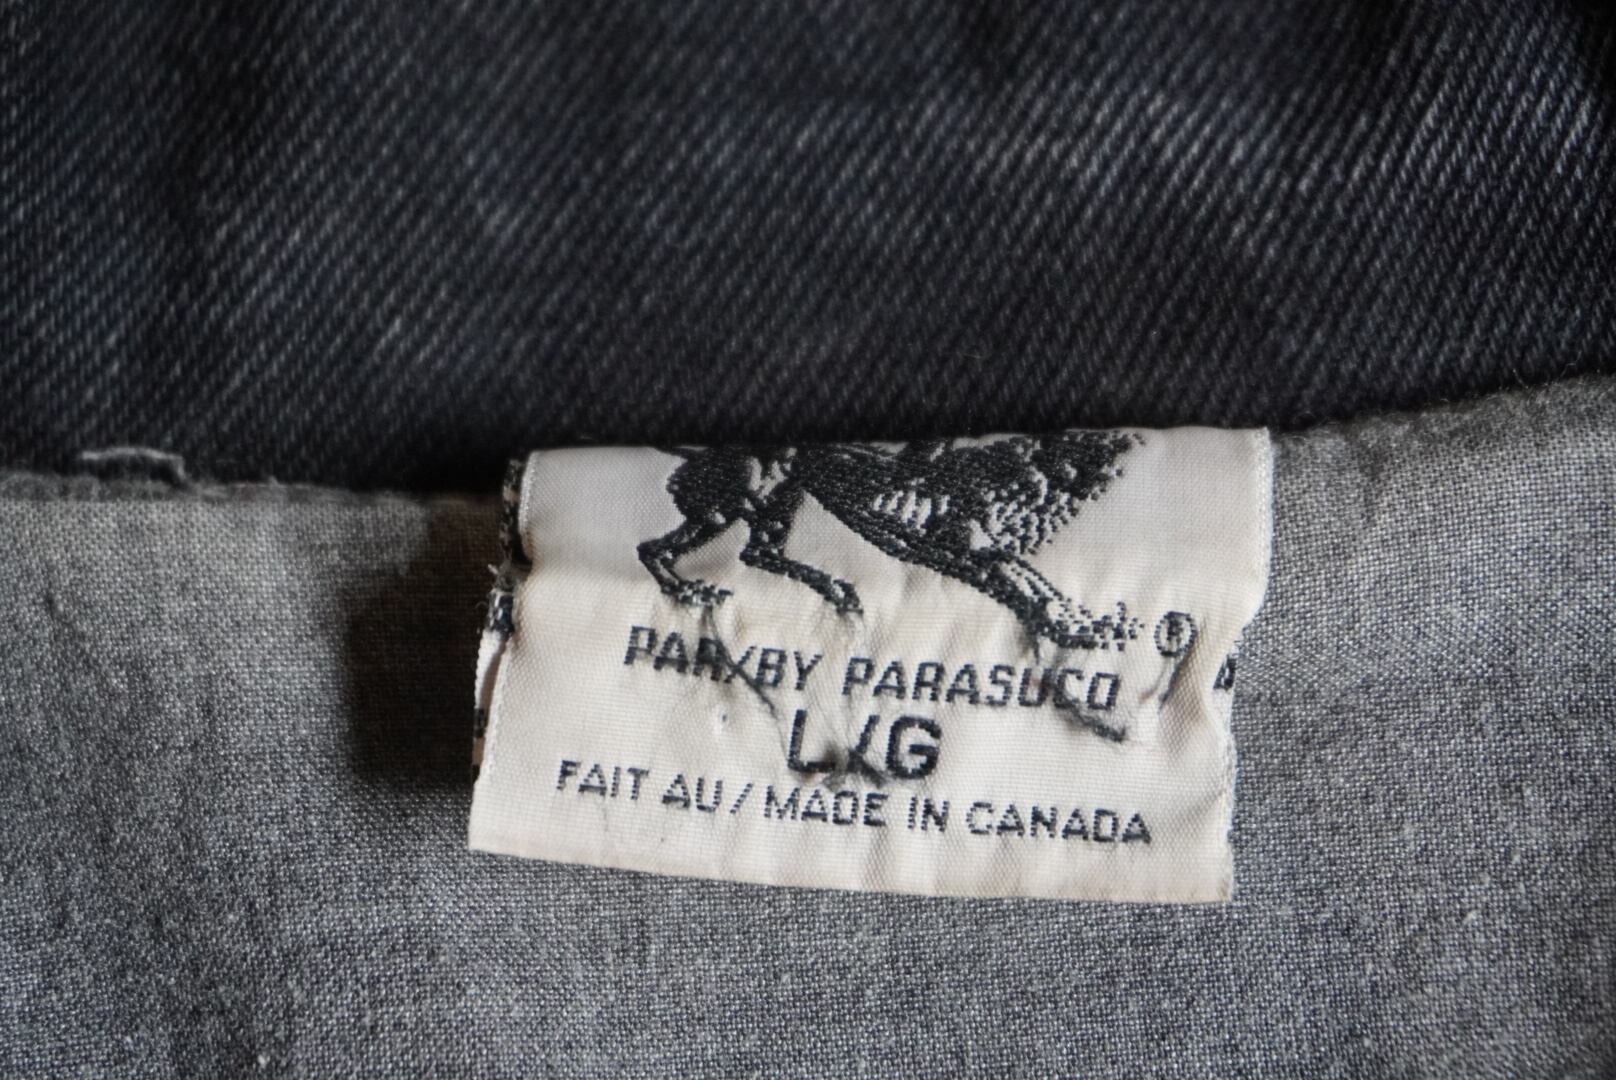 ®
PAR/BY PARASUCO
L/G
FAIT AU / MADE IN CANADA